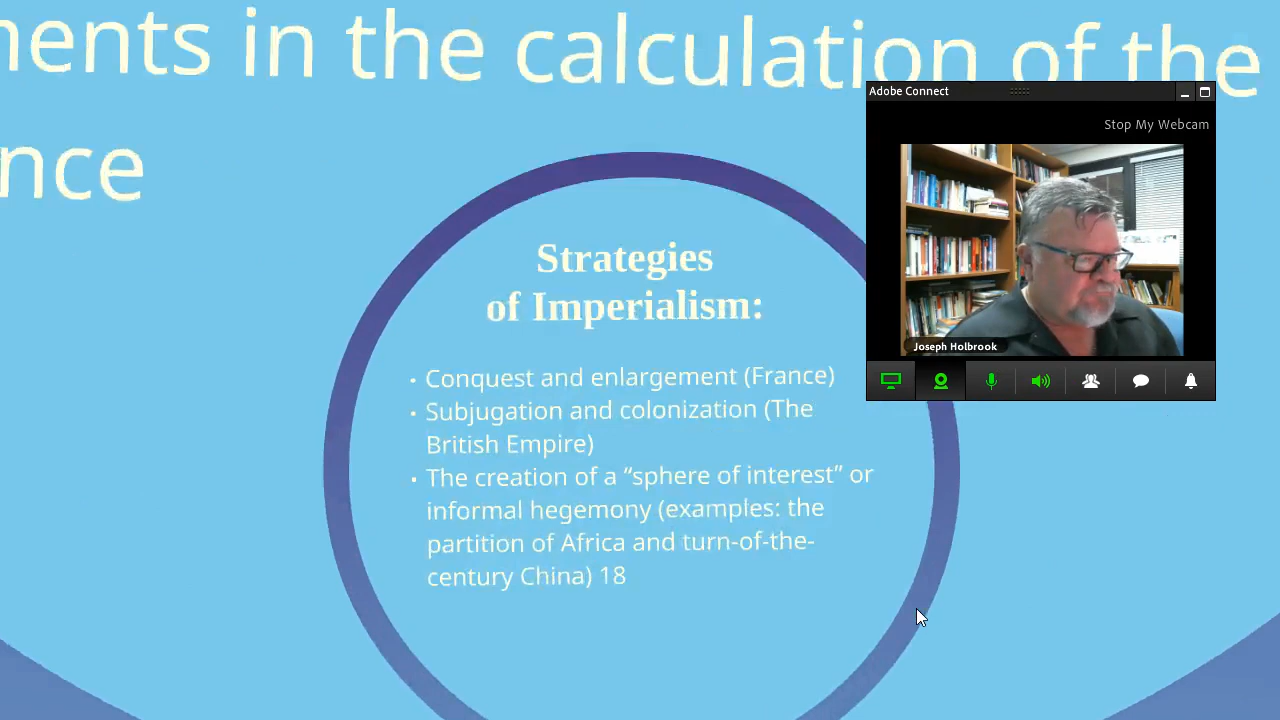 ments in the calculation of the
nce
Adobe Connect
Stop My Webcam
Joseph Holbrook
Strategies
of Imperialism:
• Conquest and enlargement (France)
• Subjugation and colonization (The
British Empire)
• The creation of a “sphere of interest” or
informal hegemony (examples: the
partition of Africa and turn-of-the-
century China) 18